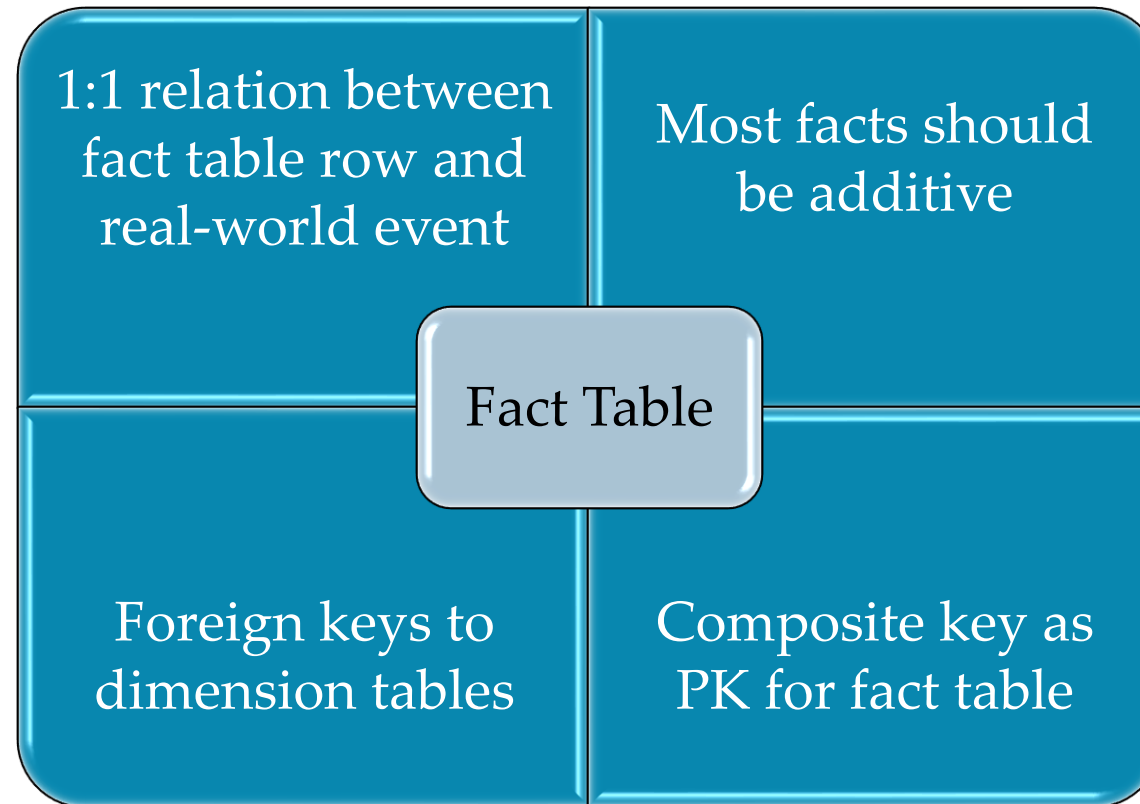 1:1 relation between
fact table row and
real-world event
Most facts should
be additive
Fact Table
Foreign keys to
dimension tables
Composite key as
PK for fact table